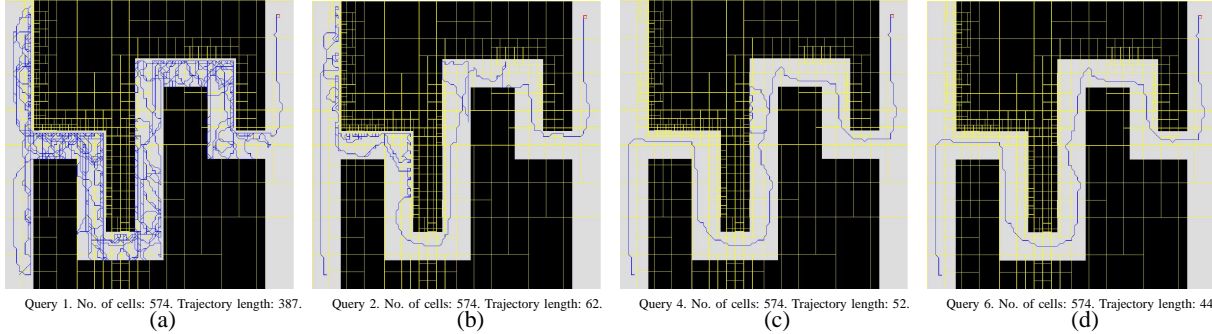 Query 1. No. of cells: 574. Trajectory length: 387.
(a)
Query 2. No. of cells: 574. Trajectory length: 62.
(b)
Query 4. No. of cells: 574. Trajectory length: 52.
(c)
Query 6. No. of cells: 574. Trajectory length: 44
(d)